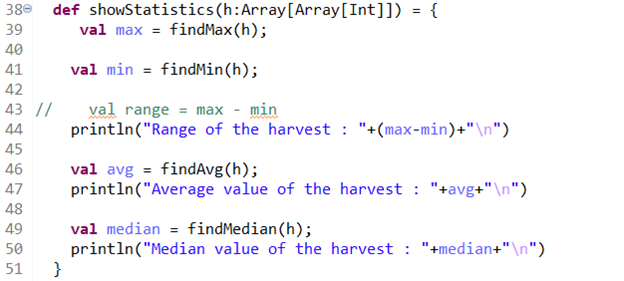 38 def showStatistics(h:Array[Array[Int]]) = {
39 val max = findMax(h);
40
41 val min = findMin(h);
42
43 // val range = max - min
44 println("Range of the harvest : "+(max-min)+"\n")
45
46 val avg = findAvg(h);
47 println("Average value of the harvest : "+avg+"\n")
48
49 val median = findMedian(h);
50 println("Median value of the harvest : "+median+"\n")
51 }